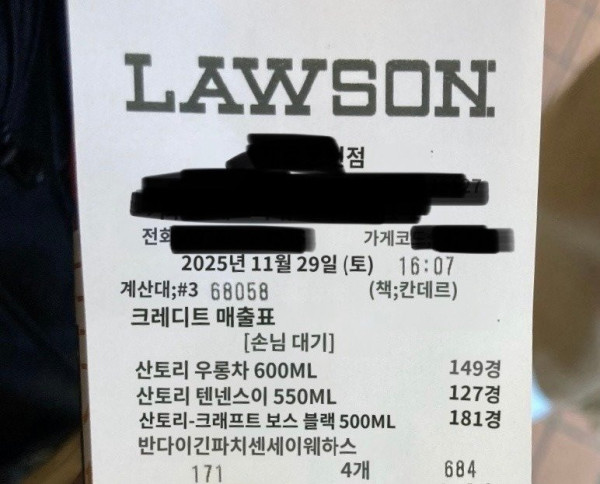 LAWSON
점
전화
가게코드
2025년 11월 29일 (토) 16:07
계산대;#3 68058 (책;칸데르)
크레디트 매출표
[손님 대기]
산토리 우롱차 600ML 149경
산토리 텐넨스이 550ML 127경
산토리-크래프트 보스 블랙 500ML 181경
반다이긴파치센세이웨하스
171 4개 684